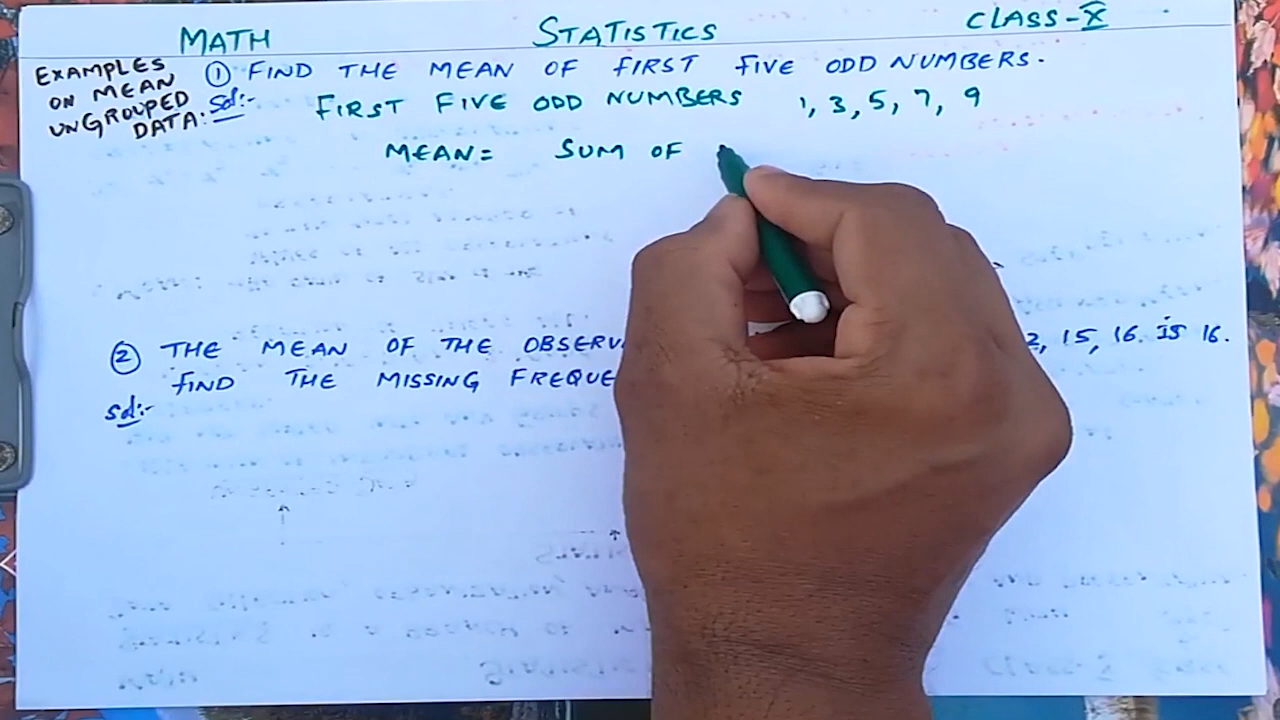 MATH STATISTICS CLASS-X
EXAMPLES
ON MEAN
UNGROUPED
DATA:
① FIND THE MEAN OF FIRST FIVE ODD NUMBERS.
Sol:- FIRST FIVE ODD NUMBERS 1, 3, 5, 7, 9
MEAN= SUM OF
② THE MEAN OF THE OBSERV 2, 15, 16. IS 16.
FIND THE MISSING FREQUE
Sol:-